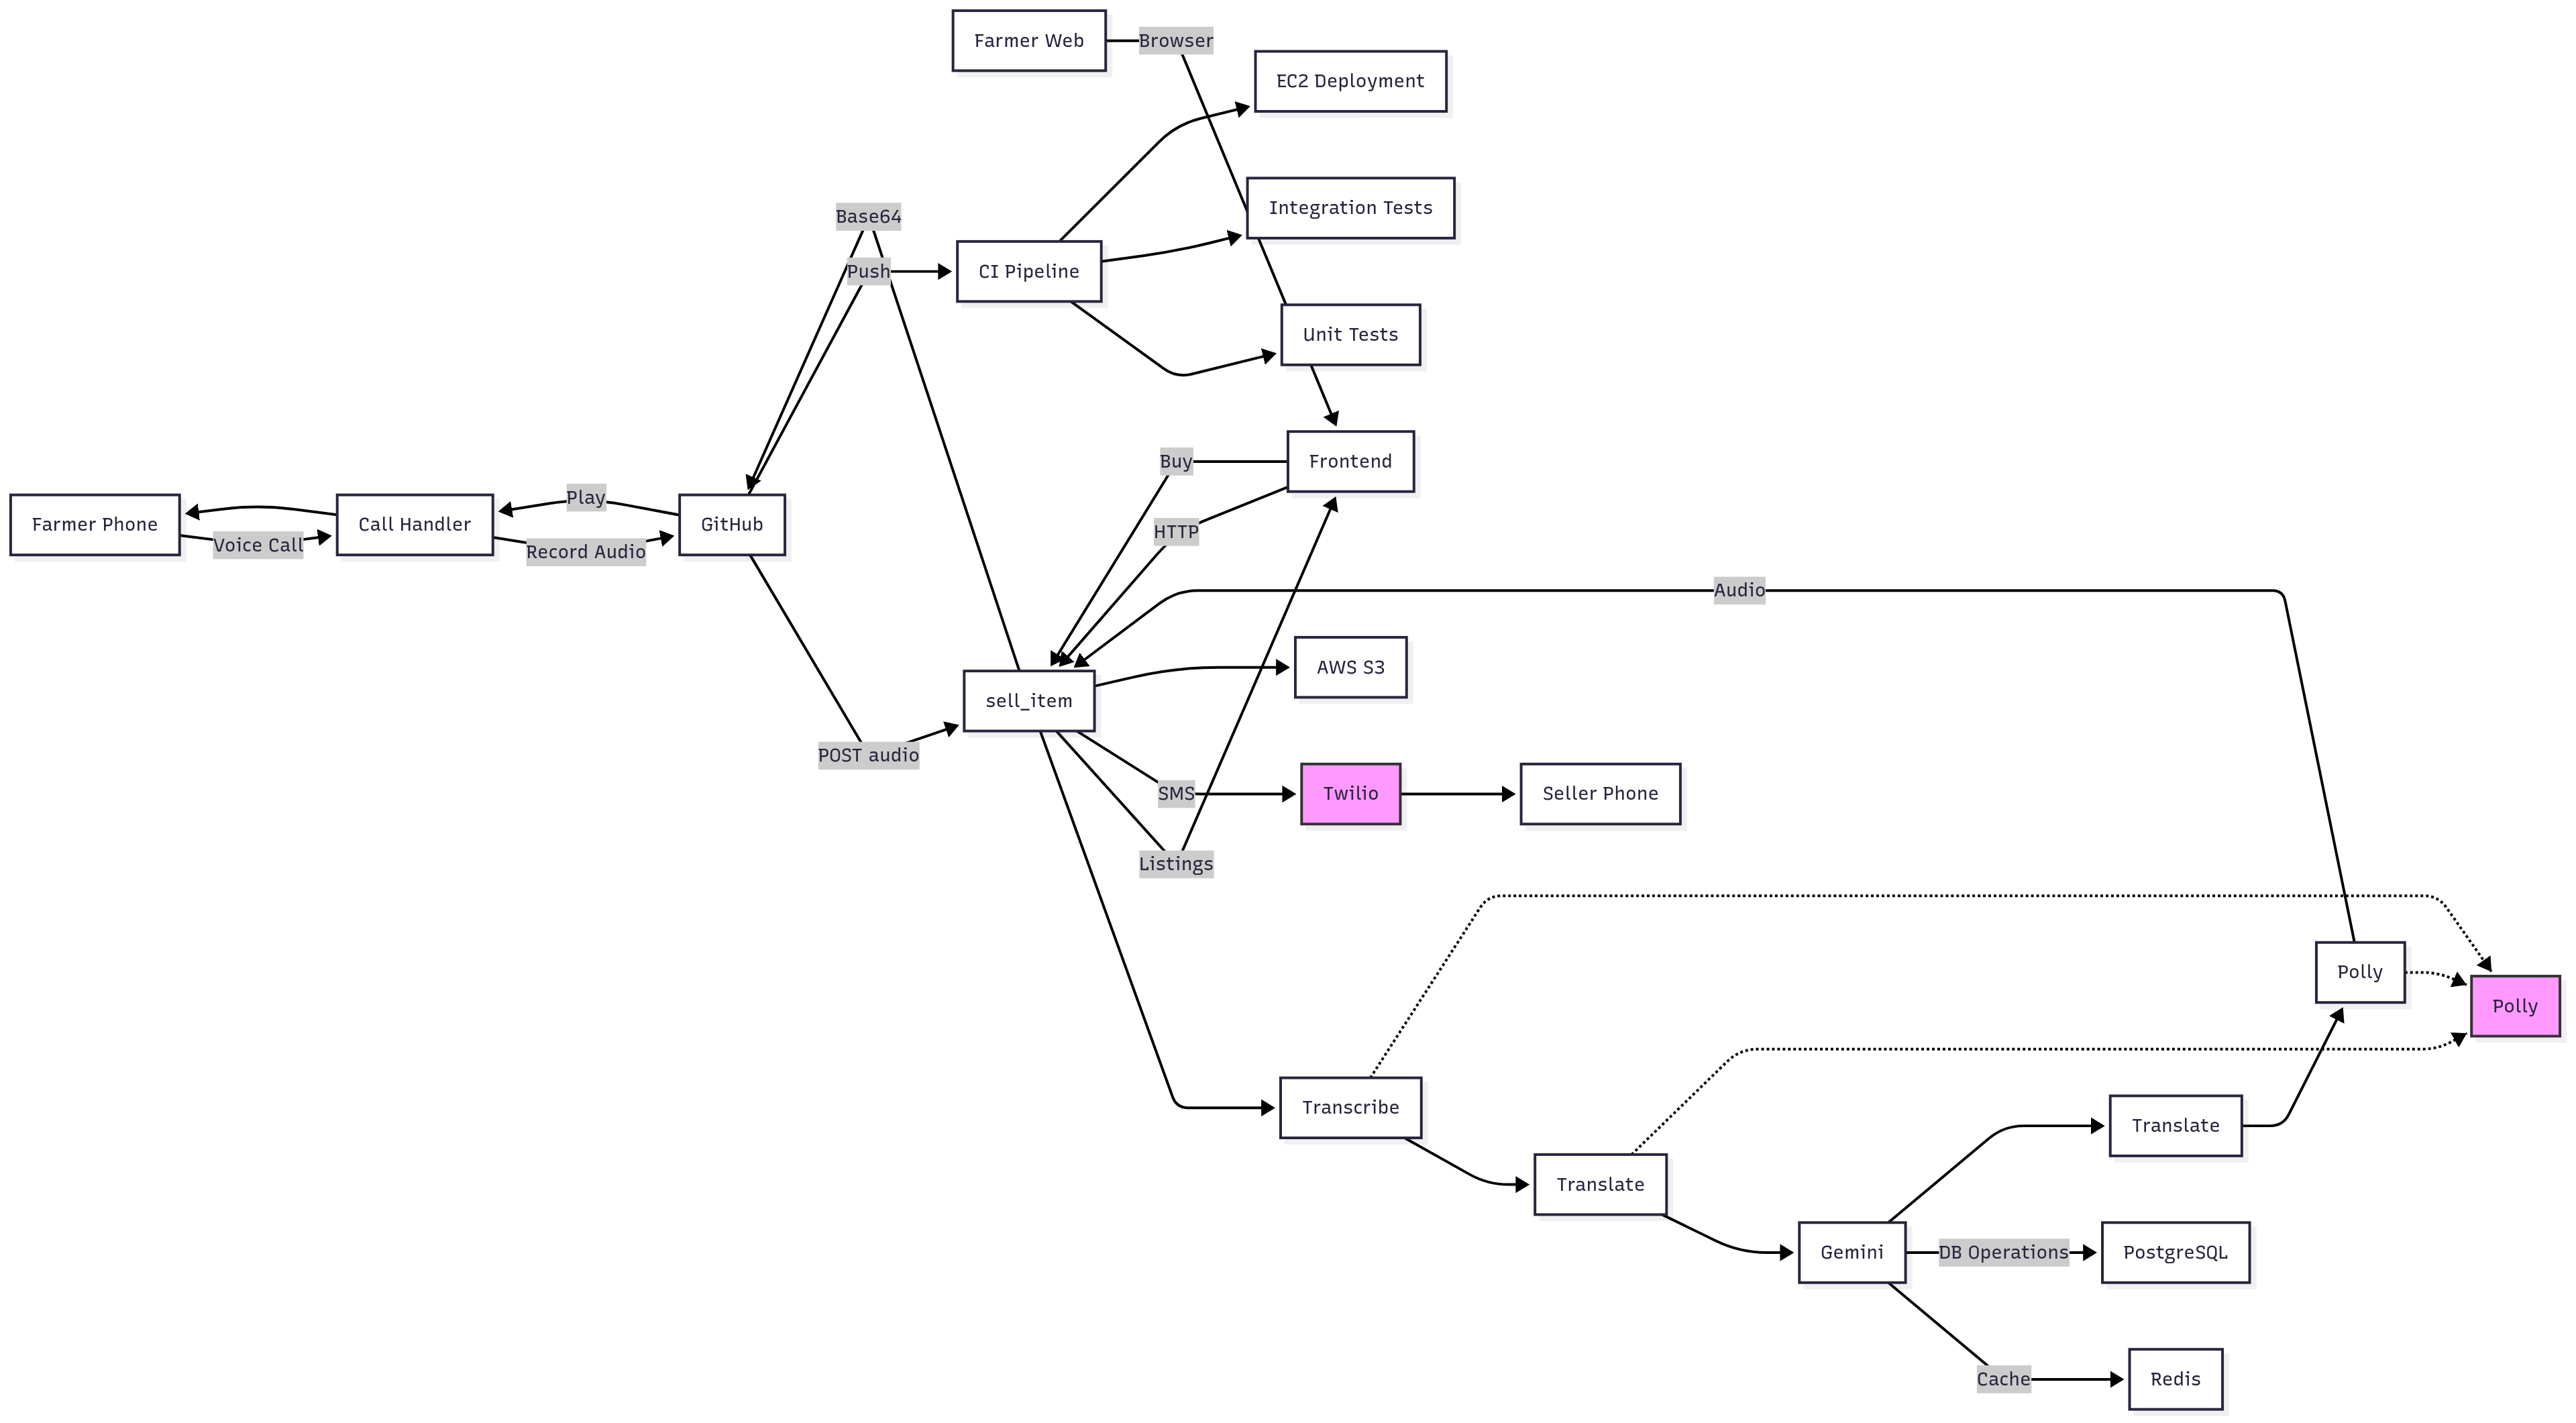 Farmer Web
Browser
EC2 Deployment
Integration Tests
Base64
Push
CI Pipeline
Unit Tests
Buy
Frontend
Play
HTTP
Farmer Phone
Voice Call
Call Handler
Record Audio
GitHub
Audio
AWS S3
sell_item
POST audio
SMS
Twilio
Seller Phone
Listings
Polly
Polly
Transcribe
Translate
Translate
Gemini
DB Operations
PostgreSQL
Cache
Redis